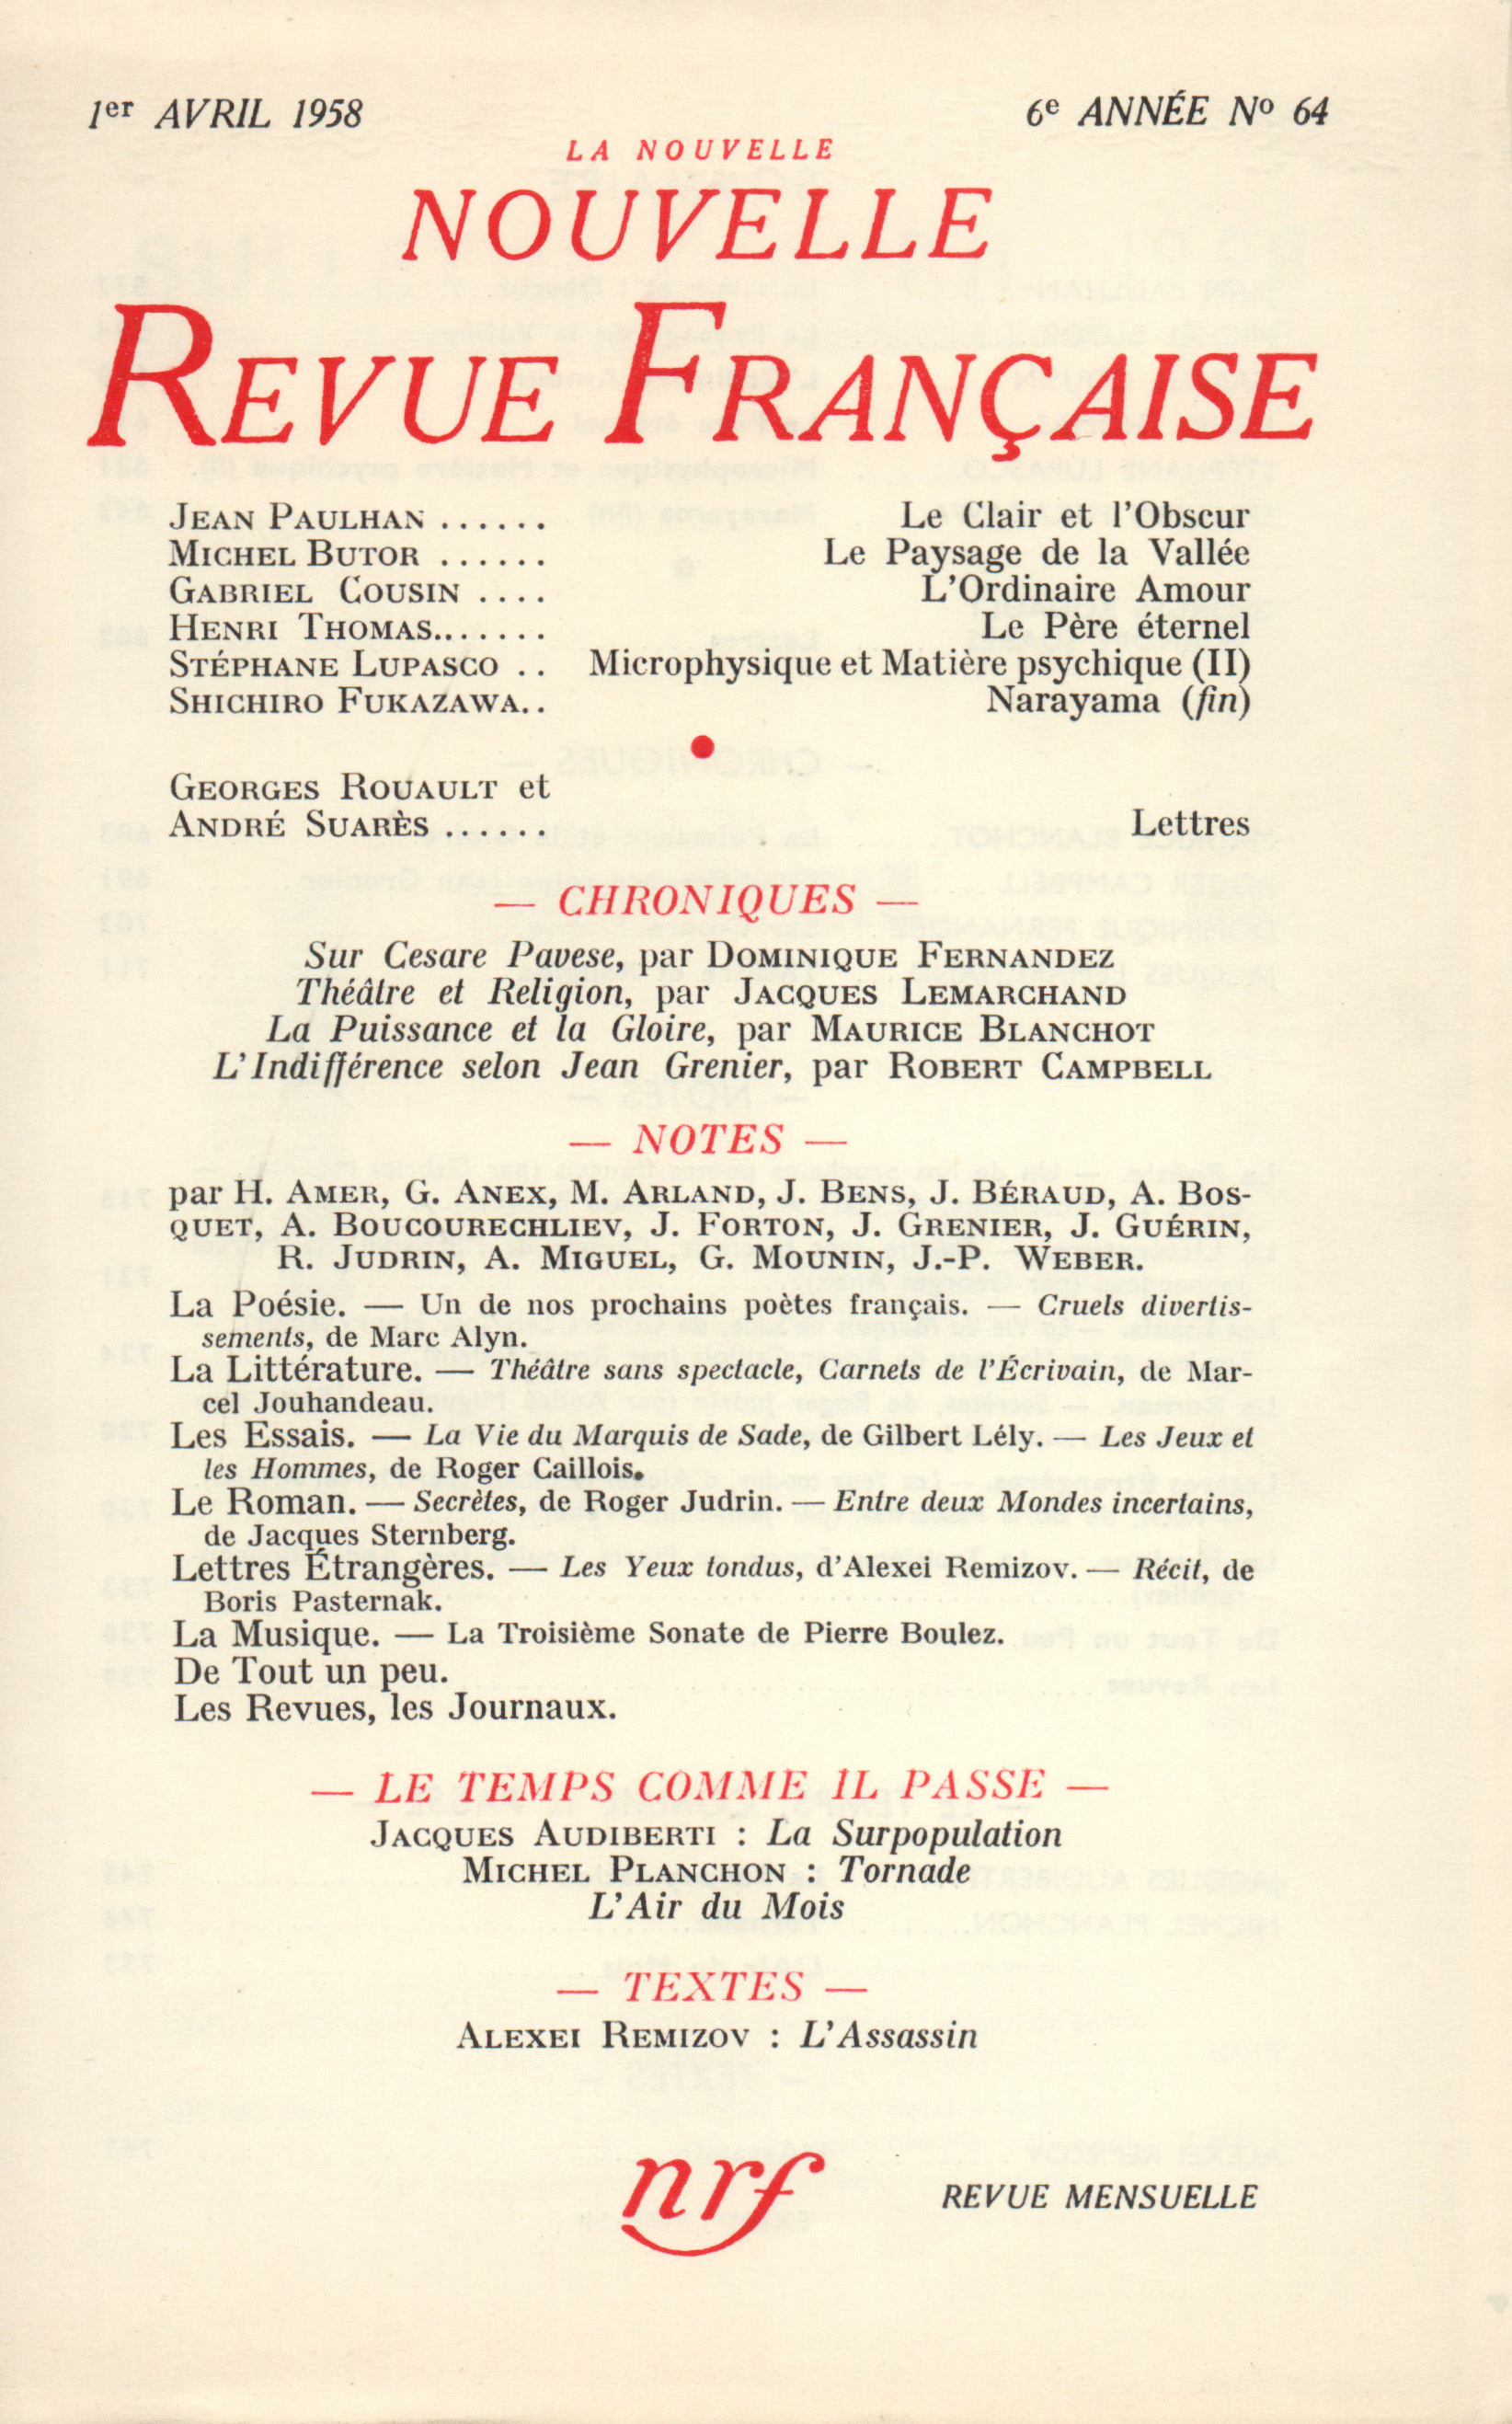 1er AVRIL 1958
6e ANNÉE No 64
LA NOUVELLE
NOUVELLE
REVUE FRANÇAISE
JEAN PAULHAN ...... Le Clair et l'Obscur
MICHEL BUTOR ...... Le Paysage de la Vallée
GABRIEL COUSIN .... L'Ordinaire Amour
HENRI THOMAS....... Le Père éternel
STÉPHANE LUPASCO .. Microphysique et Matière psychique (II)
SHICHIRO FUKAZAWA.. Narayama (fin)
GEORGES ROUAULT et
ANDRÉ SUARÈS ...... Lettres
— CHRONIQUES —
Sur Cesare Pavese, par DOMINIQUE FERNANDEZ
Théâtre et Religion, par JACQUES LEMARCHAND
La Puissance et la Gloire, par MAURICE BLANCHOT
L'Indifférence selon Jean Grenier, par ROBERT CAMPBELL
— NOTES —
par H. AMER, G. ANEX, M. ARLAND, J. BENS, J. BÉRAUD, A. BOS-
QUET, A. BOUCOURECHLIEV, J. FORTON, J. GRENIER, J. GUÉRIN,
R. JUDRIN, A. MIGUEL, G. MOUNIN, J.-P. WEBER.
La Poésie. — Un de nos prochains poètes français. — Cruels divertis-
sements, de Marc Alyn.
La Littérature. — Théâtre sans spectacle, Carnets de l'Écrivain, de Mar-
cel Jouhandeau.
Les Essais. — La Vie du Marquis de Sade, de Gilbert Lély. — Les Jeux et
les Hommes, de Roger Caillois.
Le Roman. — Secrètes, de Roger Judrin. — Entre deux Mondes incertains,
de Jacques Sternberg.
Lettres Étrangères. — Les Yeux tondus, d'Alexei Remizov. — Récit, de
Boris Pasternak.
La Musique. — La Troisième Sonate de Pierre Boulez.
De Tout un peu.
Les Revues, les Journaux.
— LE TEMPS COMME IL PASSE —
JACQUES AUDIBERTI : La Surpopulation
MICHEL PLANCHON : Tornade
L'Air du Mois
— TEXTES —
ALEXEI REMIZOV : L'Assassin
nrf
REVUE MENSUELLE